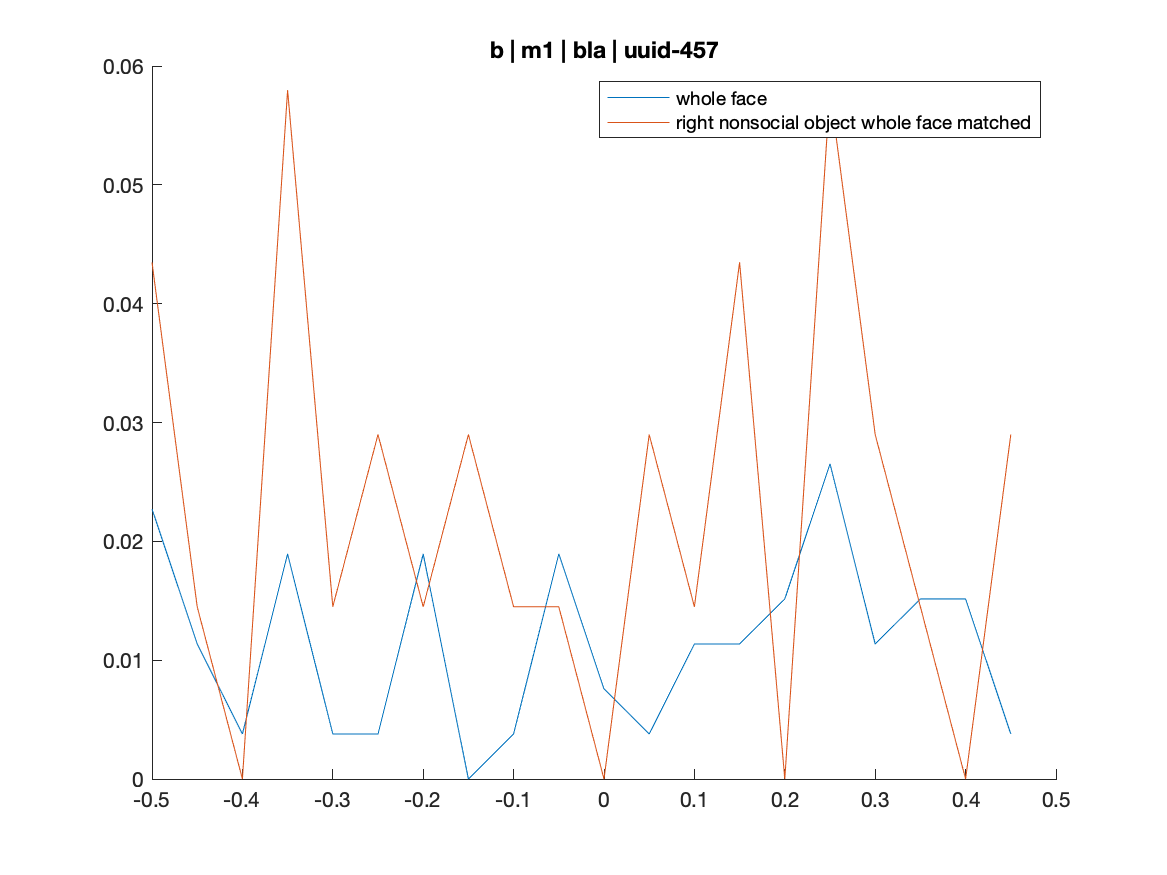 b | m1 | bla | uuid-457
whole face
right nonsocial object whole face matched
0.06
0.05
0.04
0.03
0.02
0.01
0
-0.5 -0.4 -0.3 -0.2 -0.1 0 0.1 0.2 0.3 0.4 0.5